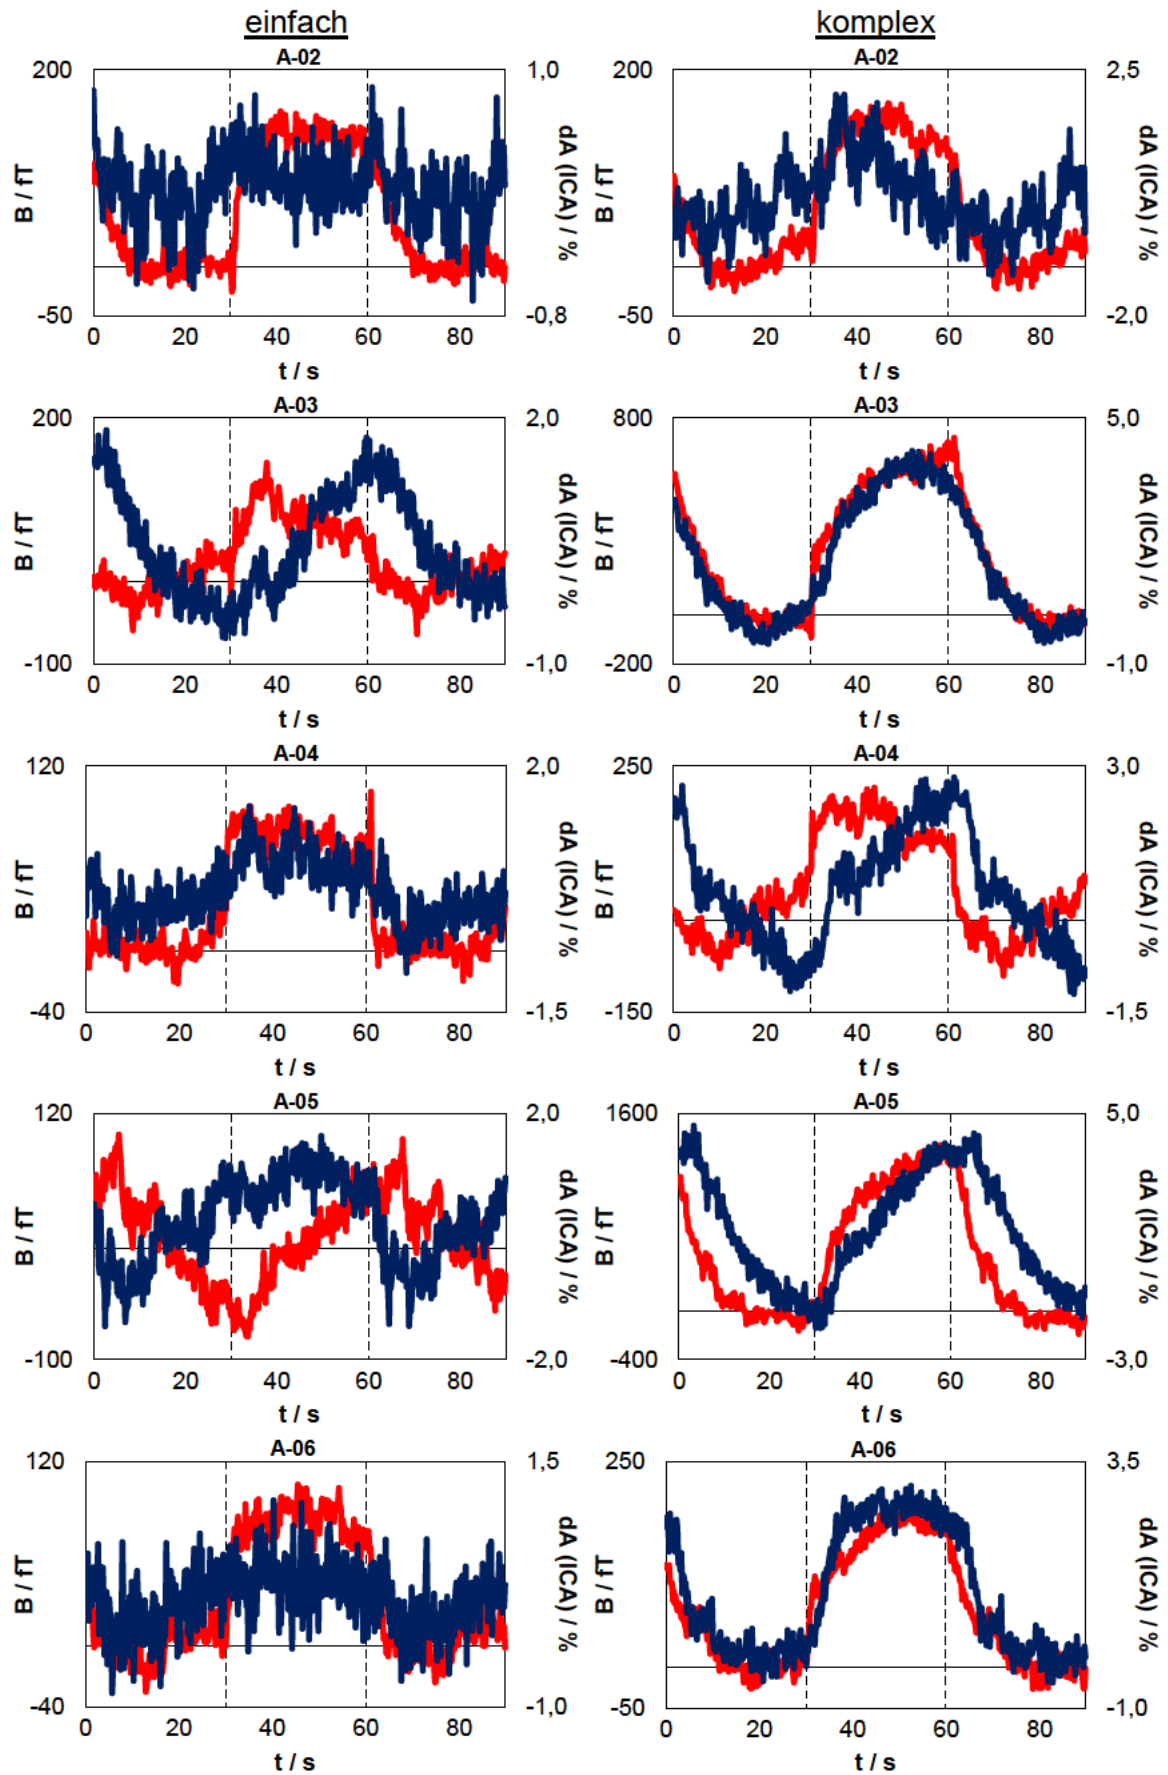 einfach komplex
A-02 A-02
200 1,0 200 2,5
B / fT dA (ICA) / % B / fT dA (ICA) / %
-50 -0,8 -50 -2,0
0 20 40 60 80 0 20 40 60 80
t / s t / s
A-03 A-03
200 2,0 800 5,0
B / fT dA (ICA) / % B / fT dA (ICA) / %
-100 -1,0 -200 -1,0
0 20 40 60 80 0 20 40 60 80
t / s t / s
A-04 A-04
120 2,0 250 3,0
B / fT dA (ICA) / % B / fT dA (ICA) / %
-40 -1,5 -150 -1,5
0 20 40 60 80 0 20 40 60 80
t / s t / s
A-05 A-05
120 2,0 1600 5,0
B / fT dA (ICA) / % B / fT dA (ICA) / %
-100 -2,0 -400 -3,0
0 20 40 60 80 0 20 40 60 80
t / s t / s
A-06 A-06
120 1,5 250 3,5
B / fT dA (ICA) / % B / fT dA (ICA) / %
-40 -1,0 -50 -1,0
0 20 40 60 80 0 20 40 60 80
t / s t / s